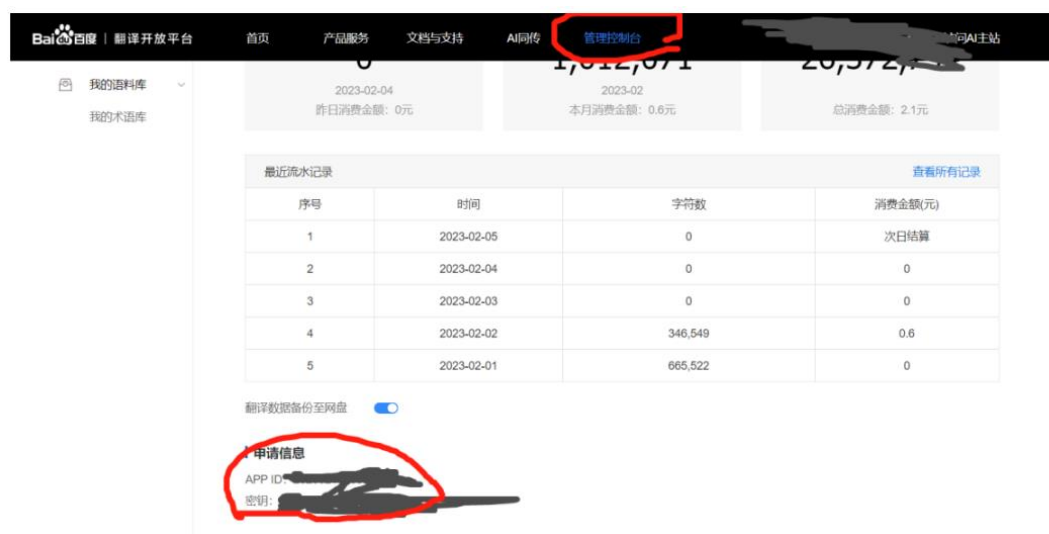 Bai du 百度 | 翻译开放平台 首页 产品服务 文档与支持 AI同传 管理控制台 问AI主站
我的语料库
我的术语库
0 1,012,071
2023-02-04 2023-02
昨日消费金额：0元 本月消费金额：0.6元 总消费金额：2.1元
最近流水记录 查看所有记录
序号 时间 字符数 消费金额(元)
1 2023-02-05 0 次日结算
2 2023-02-04 0 0
3 2023-02-03 0 0
4 2023-02-02 346,549 0.6
5 2023-02-01 665,522 0
翻译数据备份至网盘
申请信息
APP ID:
密钥: